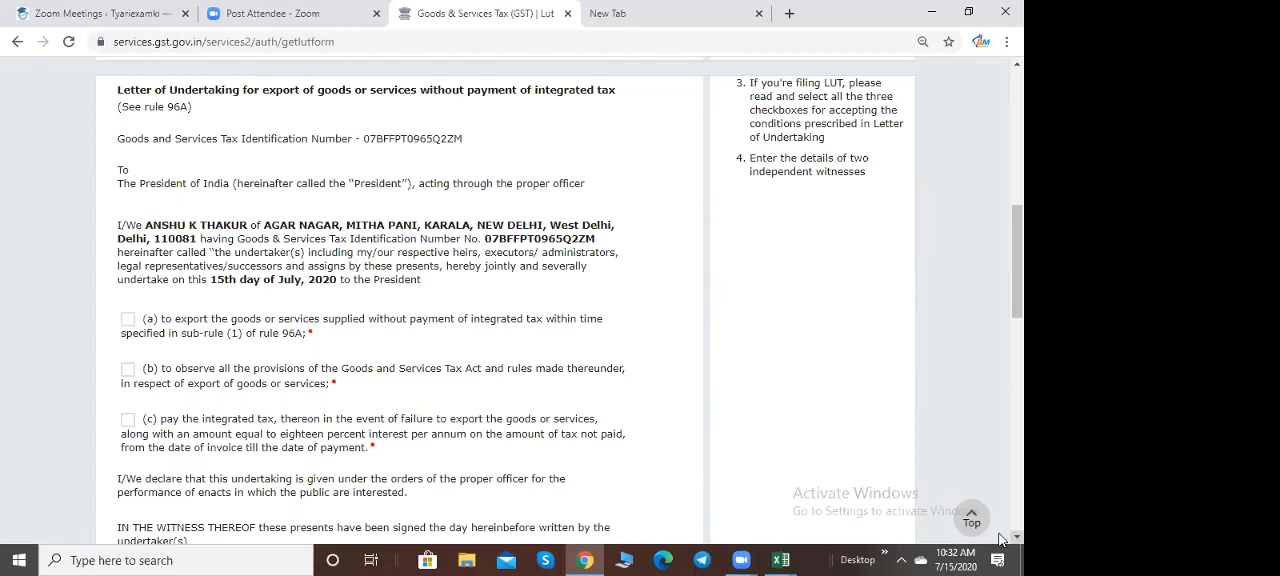 Zoom Meetings ‹ Tyariexamki —
Post Attendee - Zoom
Goods & Services Tax (GST) | Lut
New Tab
services.gst.gov.in/services2/auth/getlutform
Letter of Undertaking for export of goods or services without payment of integrated tax
(See rule 96A)
Goods and Services Tax Identification Number - 07BFFPT0965Q2ZM
To
The President of India (hereinafter called the "President"), acting through the proper officer
I/We ANSHU K THAKUR of AGAR NAGAR, MITHA PANI, KARALA, NEW DELHI, West Delhi,
Delhi, 110081 having Goods & Services Tax Identification Number No. 07BFFPT0965Q2ZM
hereinafter called "the undertaker(s) including my/our respective heirs, executors/ administrators,
legal representatives/successors and assigns by these presents, hereby jointly and severally
undertake on this 15th day of July, 2020 to the President
(a) to export the goods or services supplied without payment of integrated tax within time
specified in sub-rule (1) of rule 96A;
(b) to observe all the provisions of the Goods and Services Tax Act and rules made thereunder,
in respect of export of goods or services;
(c) pay the integrated tax, thereon in the event of failure to export the goods or services,
along with an amount equal to eighteen percent interest per annum on the amount of tax not paid,
from the date of invoice till the date of payment.
I/We declare that this undertaking is given under the orders of the proper officer for the
performance of enacts in which the public are interested.
IN THE WITNESS THEREOF these presents have been signed the day hereinbefore written by the
undertaker(s)
3. If you're filing LUT, please
read and select all the three
checkboxes for accepting the
conditions prescribed in Letter
of Undertaking
4. Enter the details of two
independent witnesses
Activate Windows
Go to Settings to activate Windo
Top
Type here to search
Desktop
10:32 AM
7/15/2020